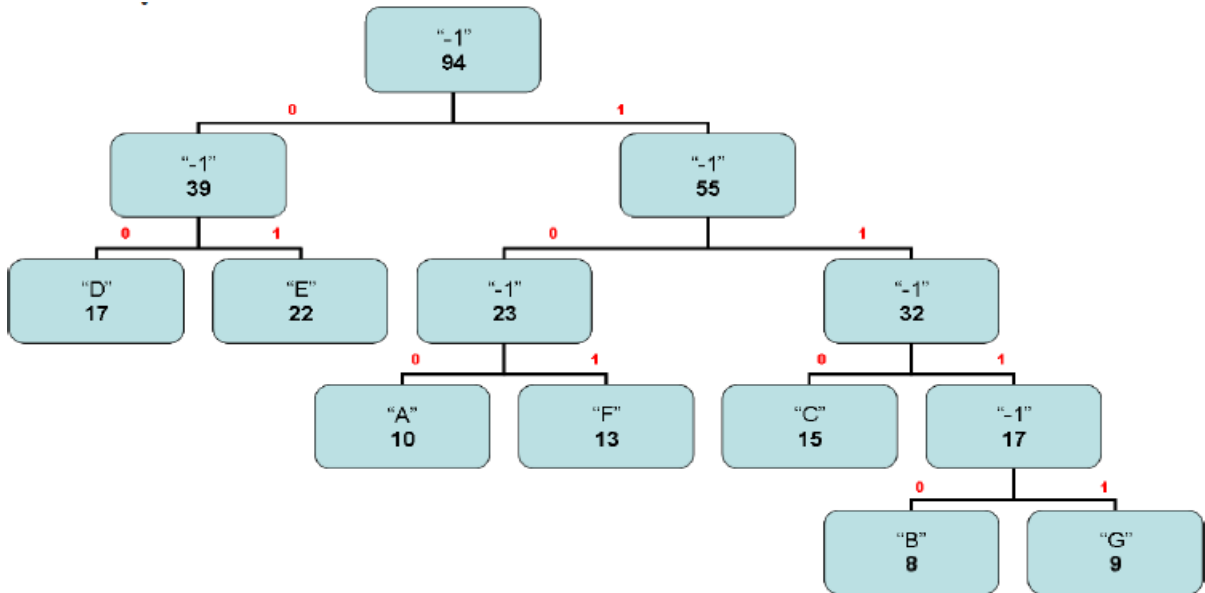 “-1”
94
0 1
“-1” “-1”
39 55
0 1 0 1
“D” “E” “-1” “-1”
17 22 23 32
0 1 0 1
“A” “F” “C” “-1”
10 13 15 17
0 1
“B” “G”
8 9